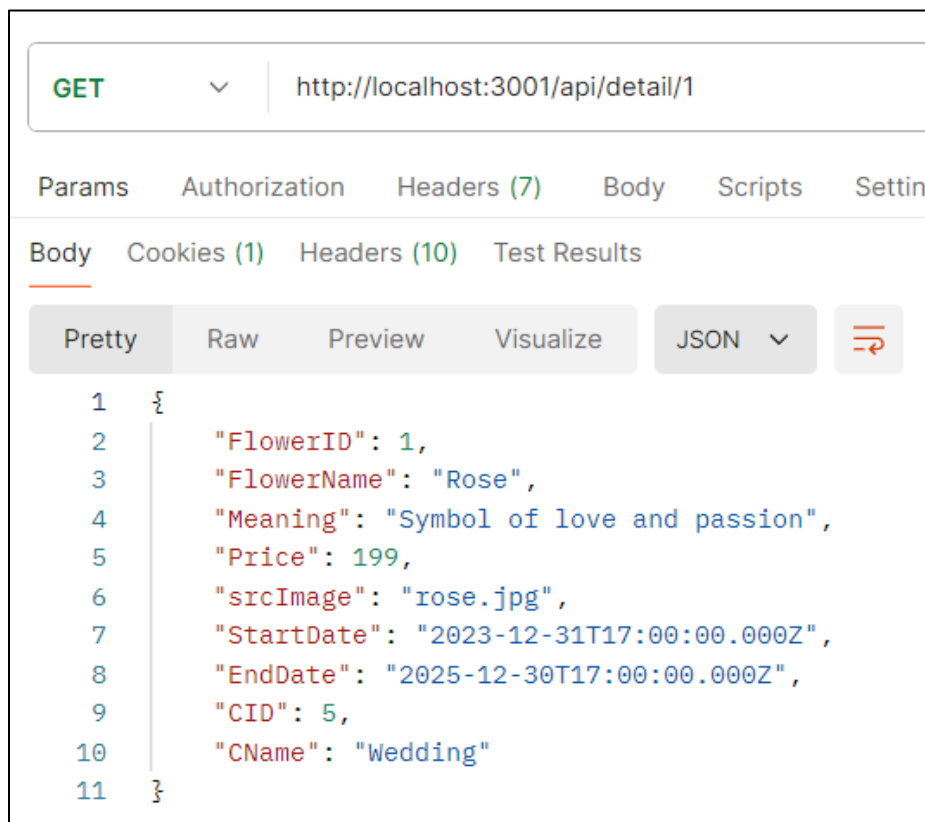 GET http://localhost:3001/api/detail/1
Params Authorization Headers (7) Body Scripts Settin
Body Cookies (1) Headers (10) Test Results
Pretty Raw Preview Visualize JSON
1 {
2 "FlowerID": 1,
3 "FlowerName": "Rose",
4 "Meaning": "Symbol of love and passion",
5 "Price": 199,
6 "srcImage": "rose.jpg",
7 "StartDate": "2023-12-31T17:00:00.000Z",
8 "EndDate": "2025-12-30T17:00:00.000Z",
9 "CID": 5,
10 "CName": "Wedding"
11 }